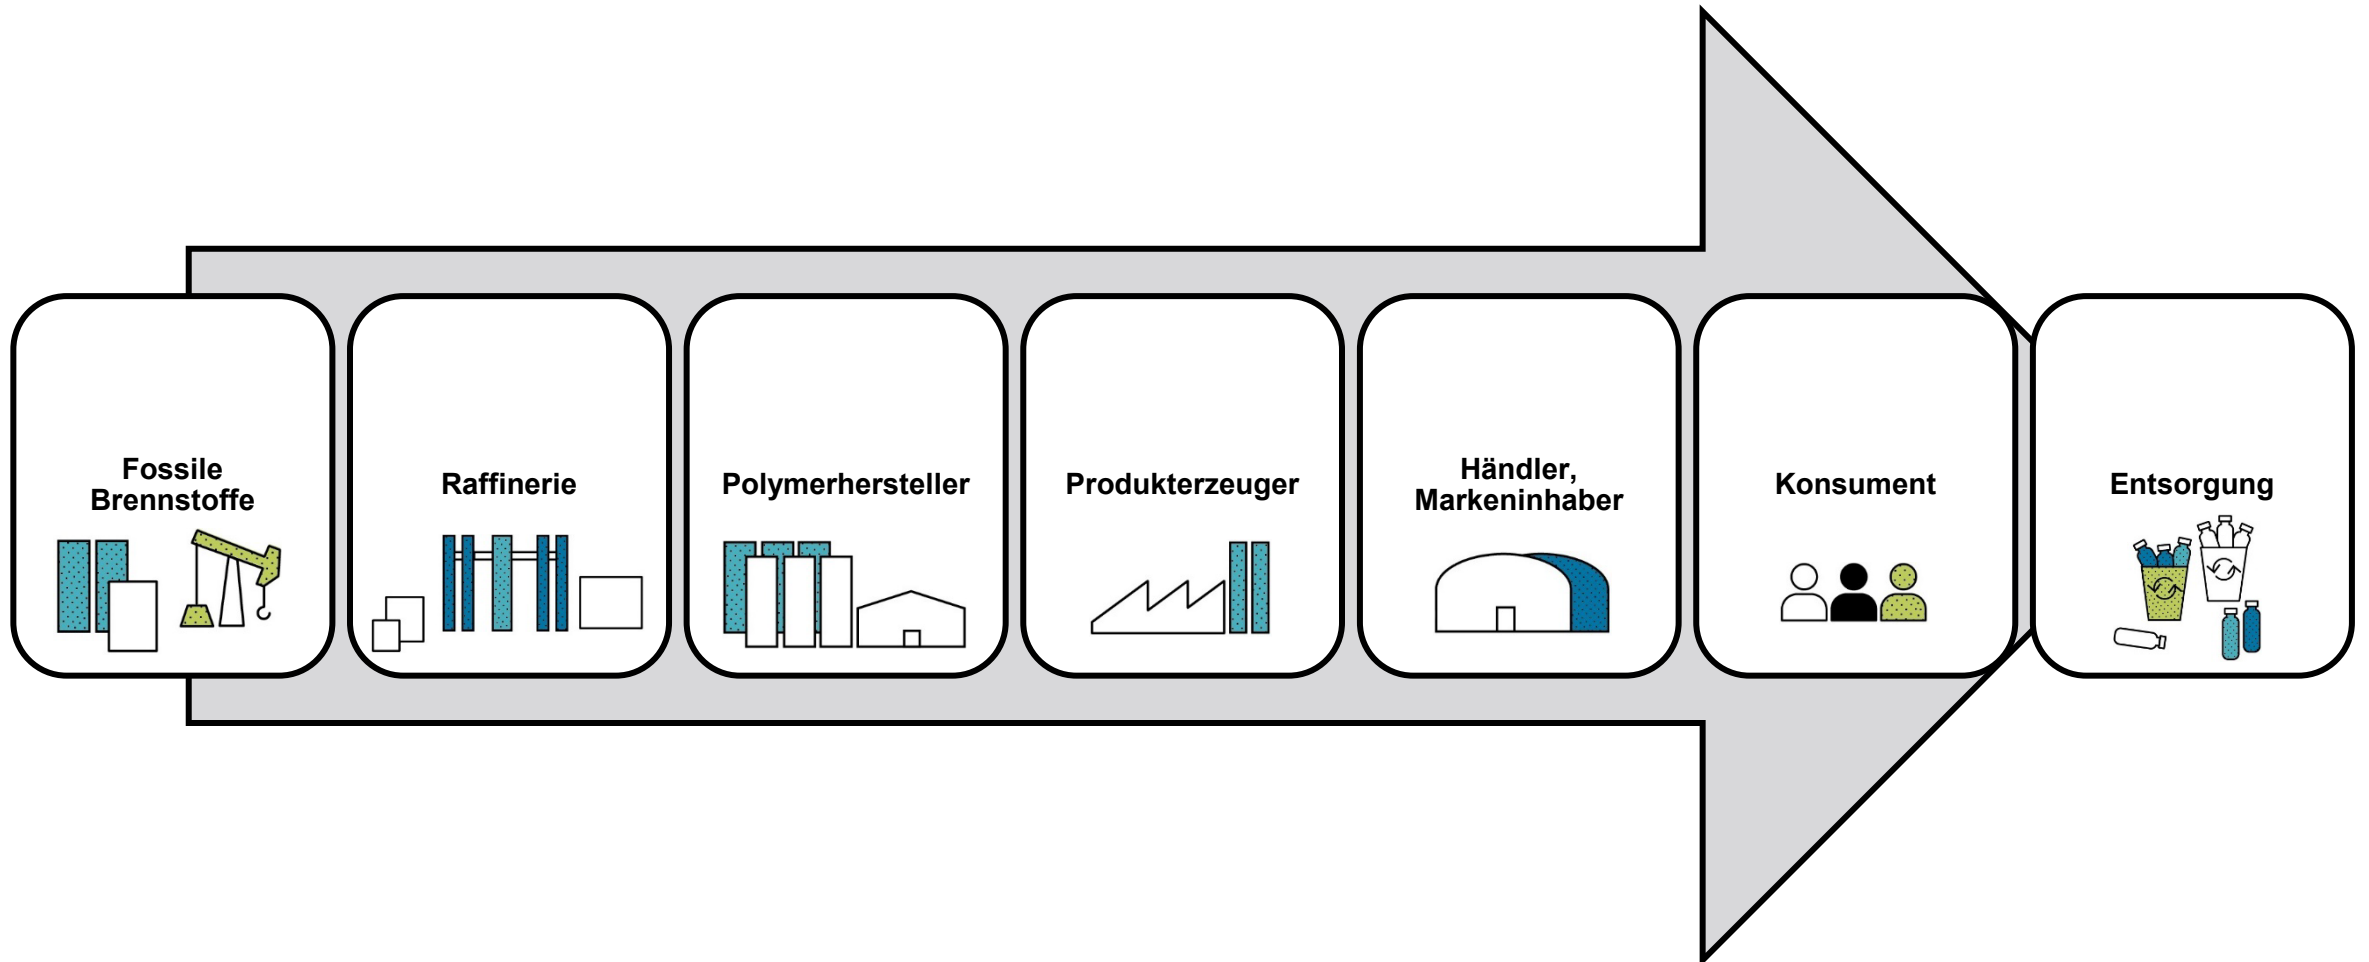 Fossile
Brennstoffe
Raffinerie
Polymerhersteller
Produkterzeuger
Händler,
Markeninhaber
Konsument
Entsorgung